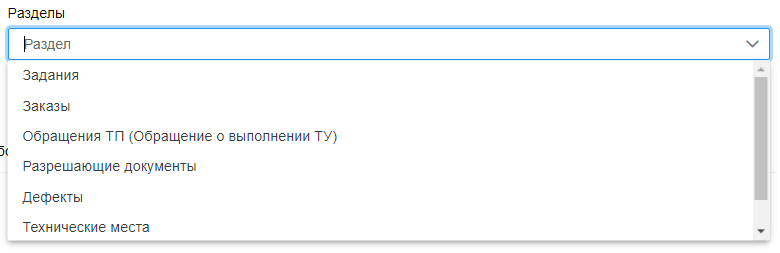 Разделы
Раздел
Задания
Заказы
Обращения ТП (Обращение о выполнении ТУ)
Разрешающие документы
Дефекты
Технические места